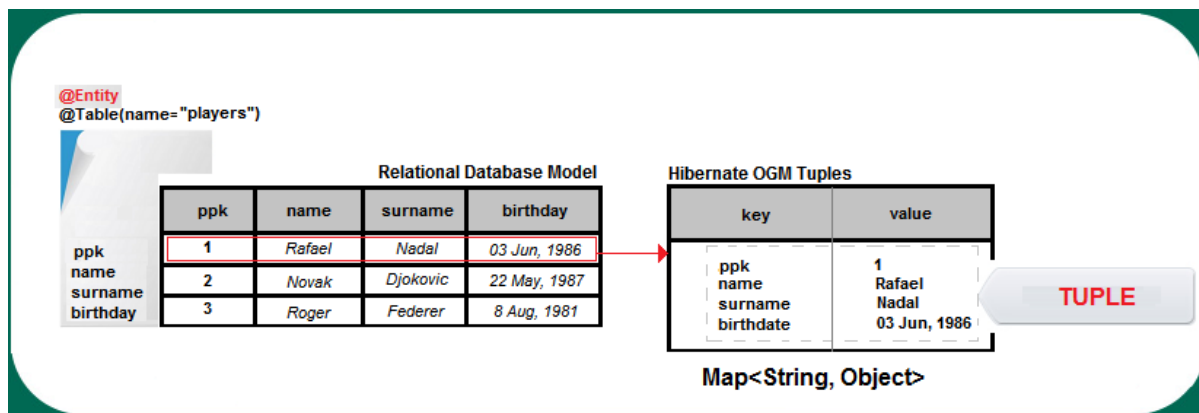 @Entity
@Table(name="players")
ppk
name
surname
birthday
Relational Database Model
ppk name surname birthday
1 Rafael Nadal 03 Jun, 1986
2 Novak Djokovic 22 May, 1987
3 Roger Federer 8 Aug, 1981
Hibernate OGM Tuples
key value
ppk 1
name Rafael
surname Nadal
birthdate 03 Jun, 1986
TUPLE
Map<String, Object>